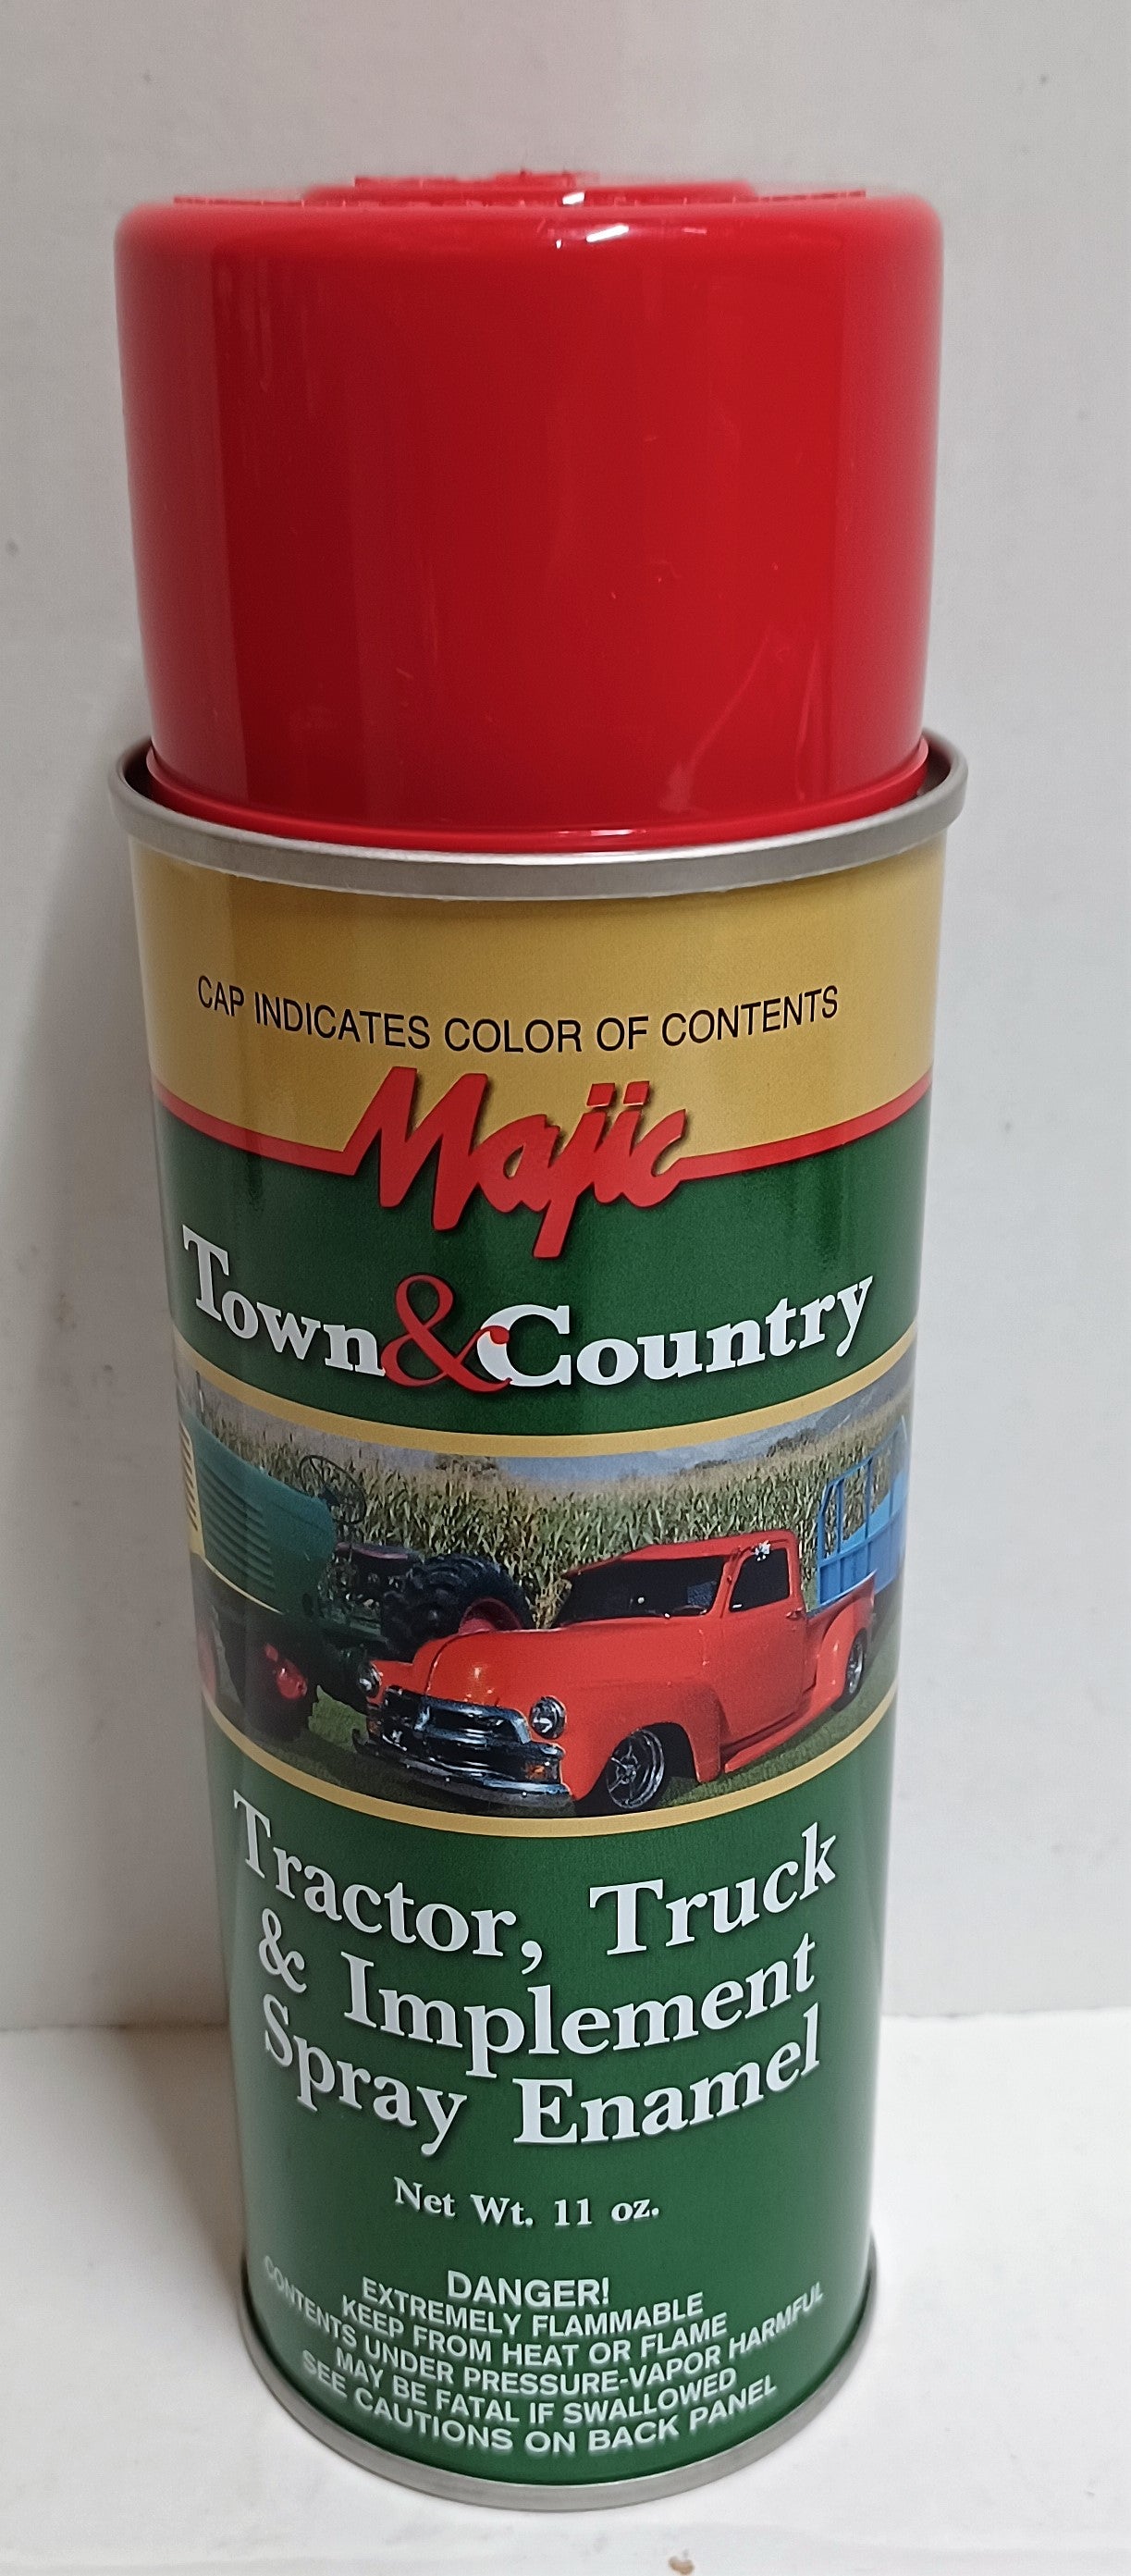 CAP INDICATES COLOR OF CONTENTS
Majic
Town & Country
Tractor, Truck
& Implement
Spray Enamel
Net Wt. 11 oz.
DANGER!
EXTREMELY FLAMMABLE
KEEP FROM HEAT OR FLAME
CONTENTS UNDER PRESSURE-VAPOR HARMFUL
MAY BE FATAL IF SWALLOWED
SEE CAUTIONS ON BACK PANEL